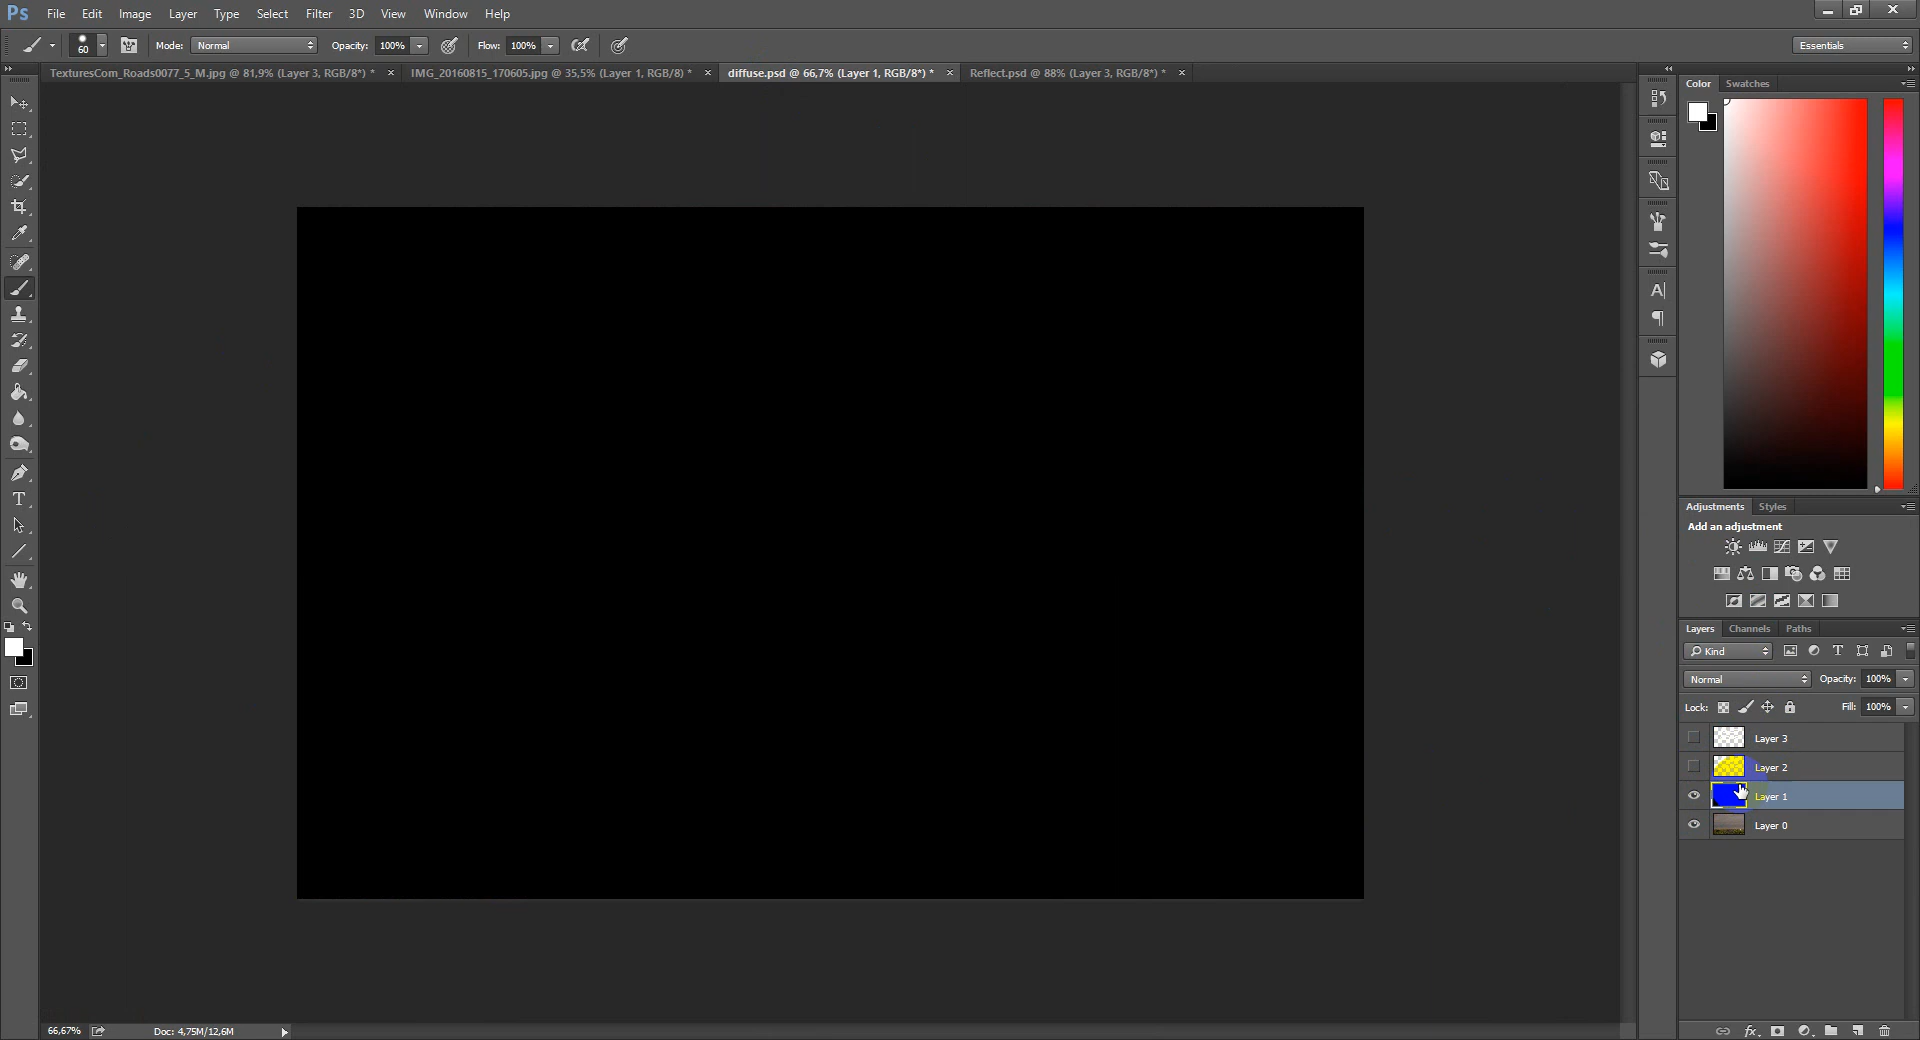 Ps File Edit Image Layer Type Select Filter 3D View Window Help
60 Mode: Normal Opacity: 100% Flow: 100% Essentials
TexturesCom_Roads0077_5_M.jpg @ 81,9% (Layer 3, RGB/8*) * × IMG_20160815_170605.jpg @ 35,5% (Layer 1, RGB/8) * × diffuse.psd @ 66,7% (Layer 1, RGB/8*) * × Reflect.psd @ 88% (Layer 3, RGB/8*) * ×
Color Swatches
Adjustments Styles
Add an adjustment
Layers Channels Paths
Kind
Normal Opacity: 100%
Lock: Fill: 100%
Layer 3
Layer 2
Layer 1
Layer 0
66,67% Doc: 4,75M/12,6M